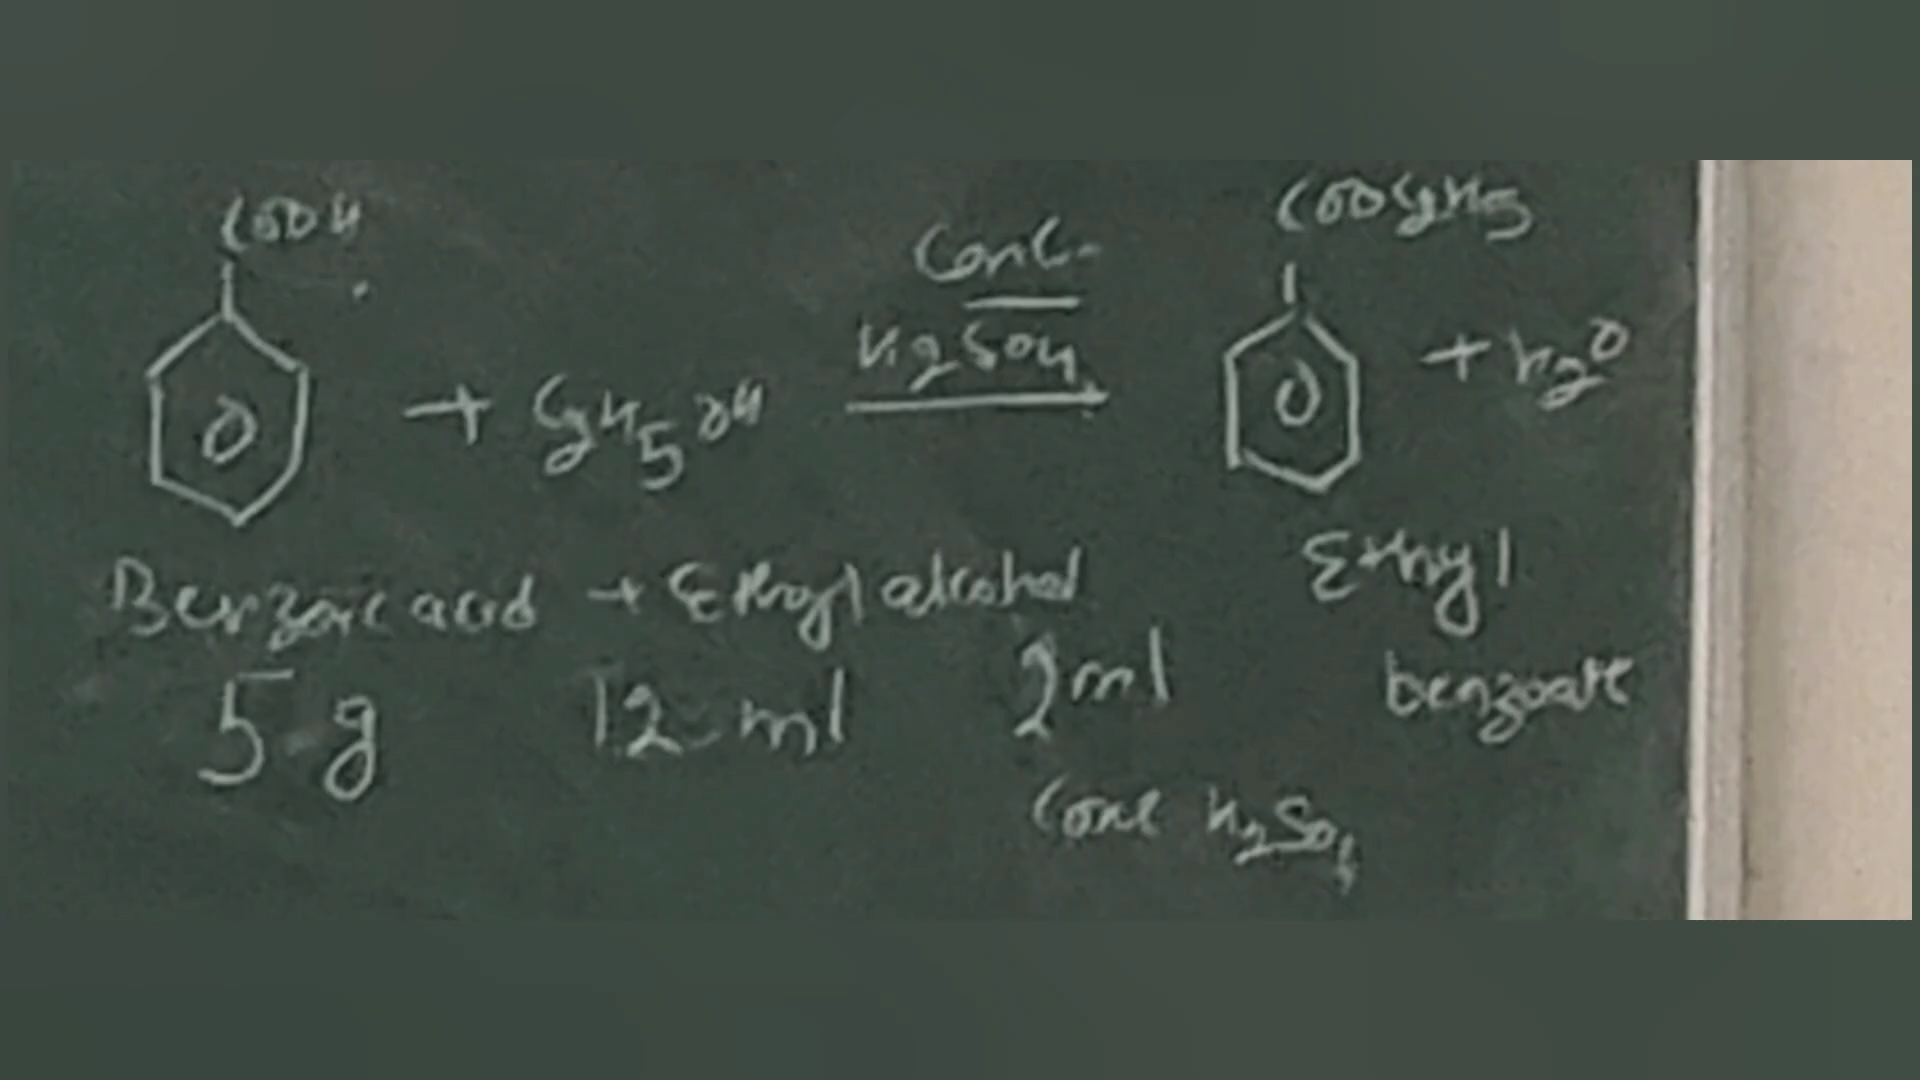 COOH
COOC2H5
Conc.
H2SO4
+ C2H5OH
+ H2O
Benzoic acid + Ethyl alcohol
Ethyl
benzoate
5 g 12 ml 2 ml
Conc H2SO4